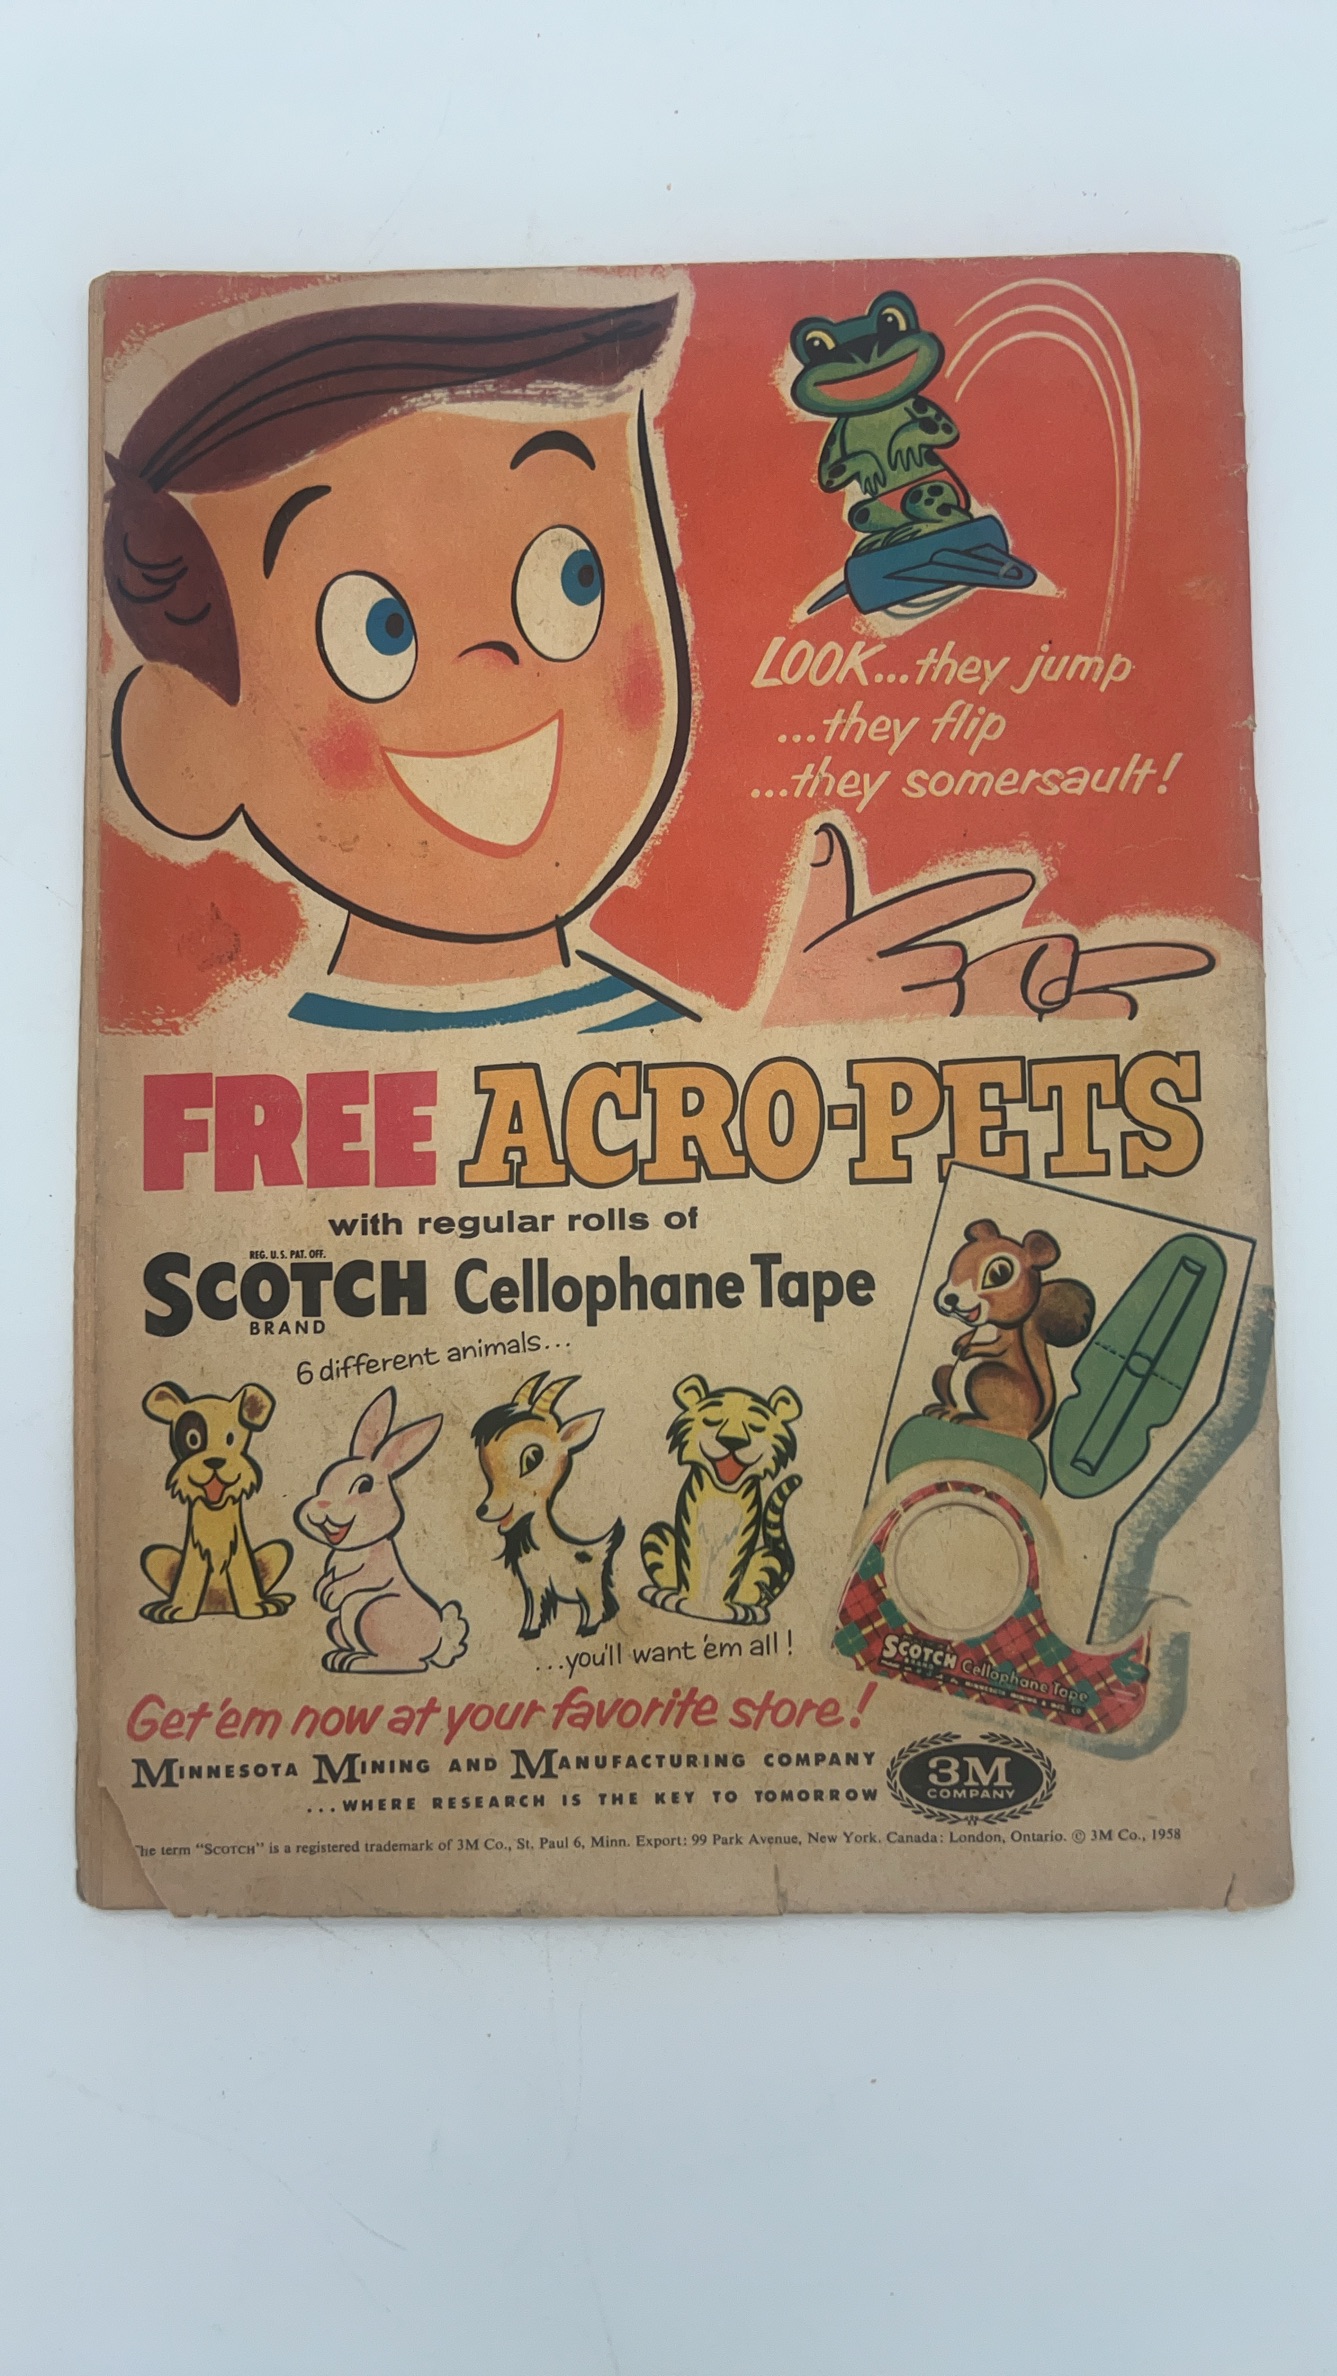 LOOK...they jump
...they flip
...they somersault!
FREE ACRO-PETS
with regular rolls of
REG. U.S. PAT. OFF.
SCOTCH Cellophane Tape
BRAND
6 different animals...
...you'll want 'em all!
SCOTCH Cellophane Tape
BRAND
Get 'em now at your favorite store!
MINNESOTA MINING AND MANUFACTURING COMPANY
...WHERE RESEARCH IS THE KEY TO TOMORROW
3M
COMPANY
he term "SCOTCH" is a registered trademark of 3M Co., St. Paul 6, Minn. Export: 99 Park Avenue, New York. Canada: London, Ontario. © 3M Co., 1958